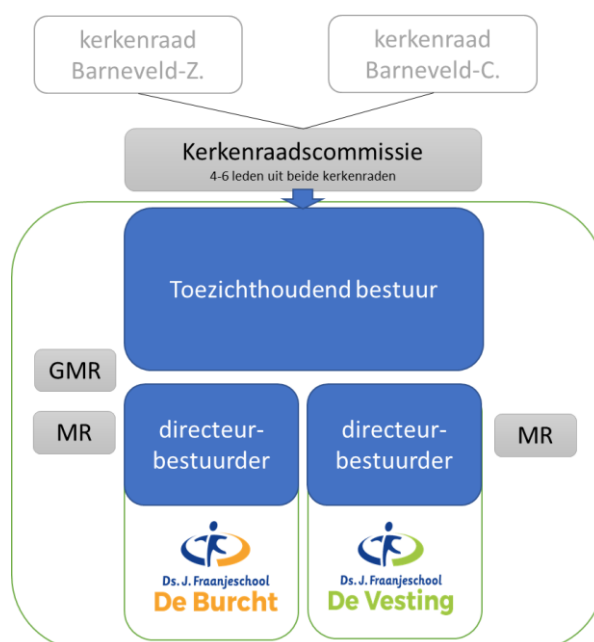 kerkenraad
Barneveld-Z.
kerkenraad
Barneveld-C.
Kerkenraadscommissie
4-6 leden uit beide kerkenraden
Toezichthoudend bestuur
GMR
MR
directeur-
bestuurder
directeur-
bestuurder
MR
Ds. J. Fraanjeschool
De Burcht
Ds. J. Fraanjeschool
De Vesting